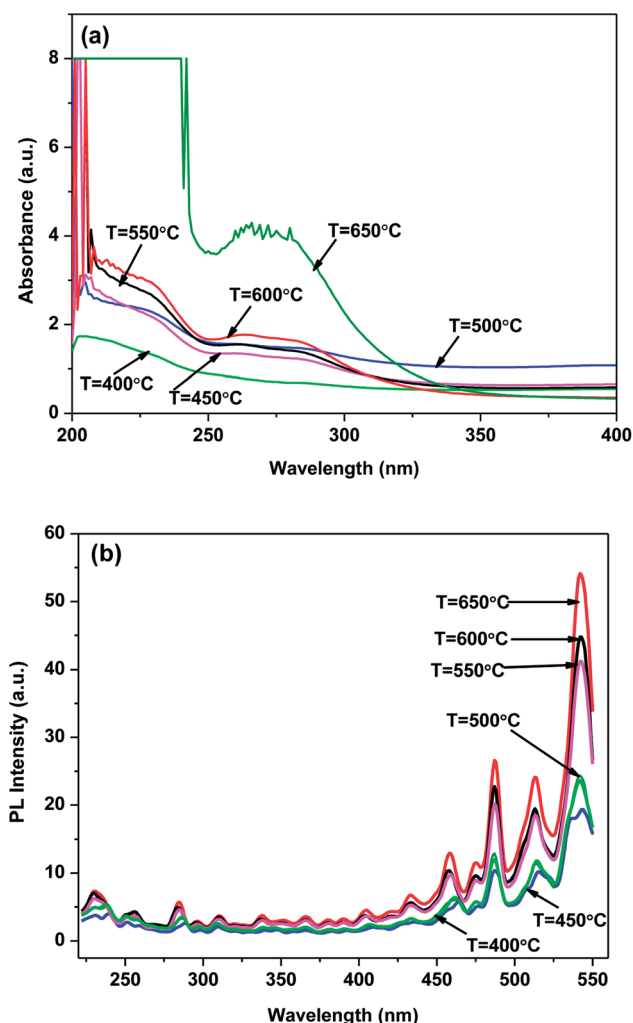 (a)
8
6
4
2
0
Absorbance (a.u.)
T=550°C
T=650°C
T=600°C
T=500°C
T=400°C
T=450°C
200
250
300
350
400
Wavelength (nm)
(b)
60
50
40
30
20
10
0
PL Intensity (a.u.)
T=650°C
T=600°C
T=550°C
T=500°C
T=450°C
T=400°C
250
300
350
400
450
500
550
Wavelength (nm)